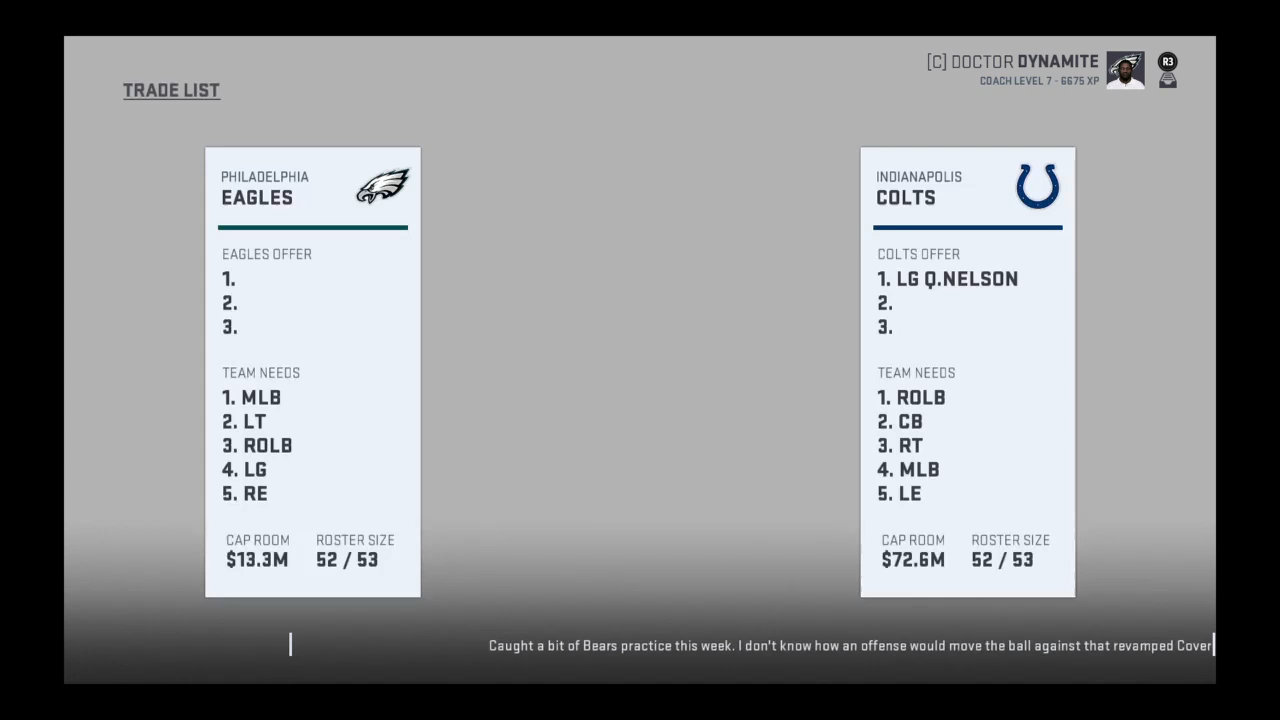 [C] DOCTOR DYNAMITE
COACH LEVEL 7 - 6675 XP
R3
TRADE LIST
PHILADELPHIA
EAGLES
EAGLES OFFER
1.
2.
3.
TEAM NEEDS
1. MLB
2. LT
3. ROLB
4. LG
5. RE
CAP ROOM ROSTER SIZE
$13.3M 52 / 53
INDIANAPOLIS
COLTS
COLTS OFFER
1. LG Q.NELSON
2.
3.
TEAM NEEDS
1. ROLB
2. CB
3. RT
4. MLB
5. LE
CAP ROOM ROSTER SIZE
$72.6M 52 / 53
Caught a bit of Bears practice this week. I don't know how an offense would move the ball against that revamped Cover